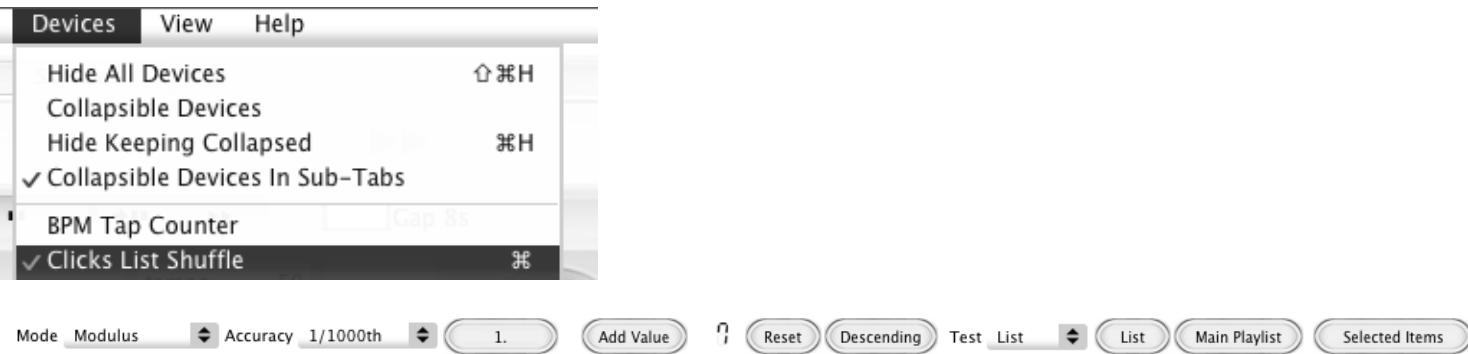 Devices View Help
Hide All Devices ⇧⌘H
Collapsible Devices
Hide Keeping Collapsed ⌘H
✓ Collapsible Devices In Sub-Tabs
Gap 8s
BPM Tap Counter
✓ Clicks List Shuffle ⌘
Mode Modulus Accuracy 1/1000th 1. Add Value Reset Descending Test List List Main Playlist Selected Items